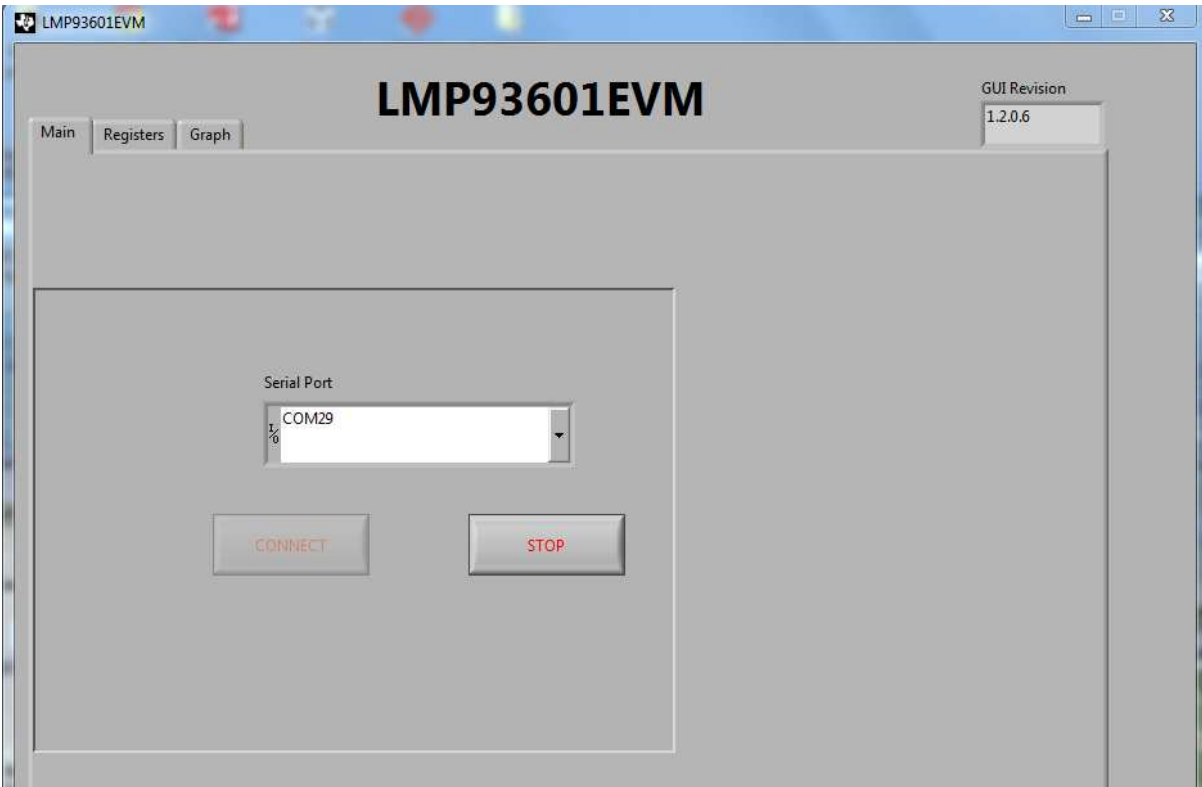 LMP93601EVM
LMP93601EVM
GUI Revision
1.2.0.6
Main
Registers
Graph
Serial Port
I/O
COM29
CONNECT
STOP